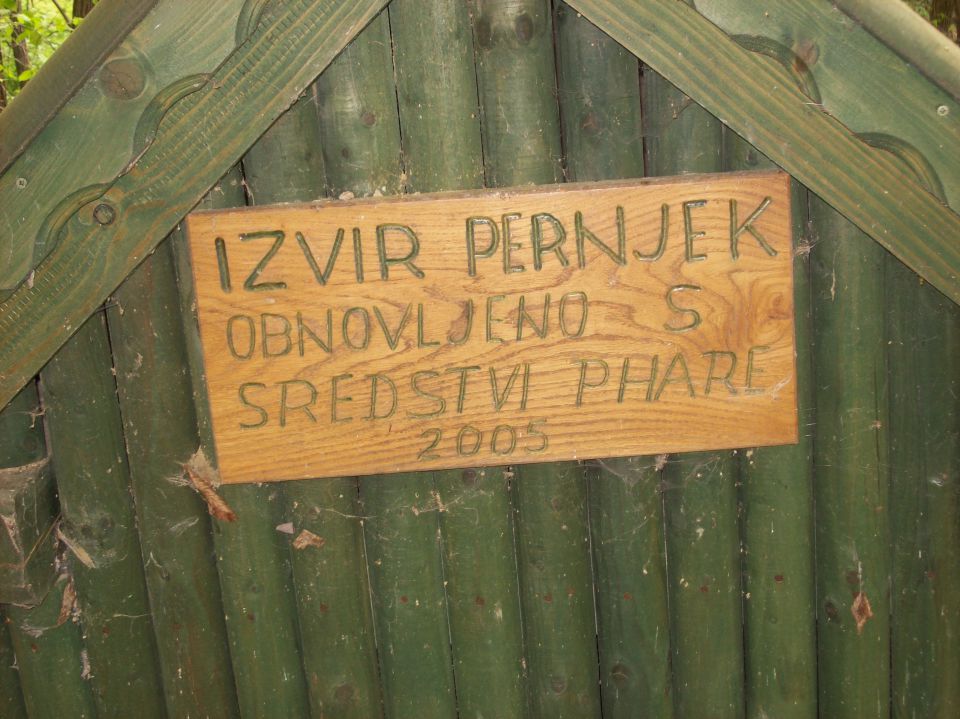 IZVIR PERNJEK
OBNOVLJENO S
SREDSTVI PHARE
2005